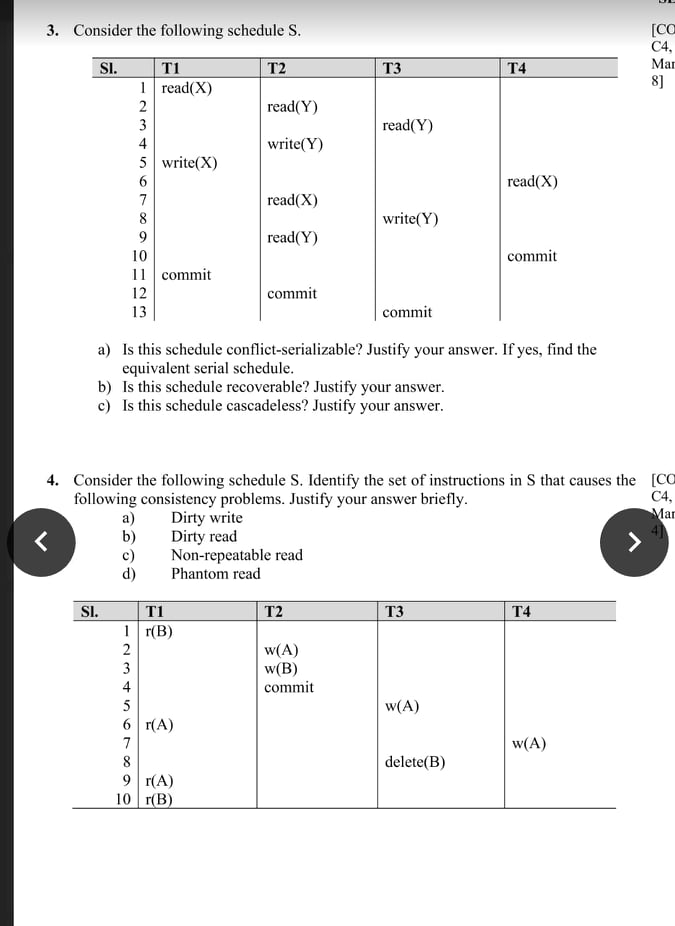 3. Consider the following schedule S. [CO
C4,
Mar
8]
Sl. T1 T2 T3 T4
1 read(X)
2 read(Y)
3 read(Y)
4 write(Y)
5 write(X)
6 read(X)
7 read(X)
8 write(Y)
9 read(Y)
10 commit
11 commit
12 commit
13 commit
a) Is this schedule conflict-serializable? Justify your answer. If yes, find the
equivalent serial schedule.
b) Is this schedule recoverable? Justify your answer.
c) Is this schedule cascadeless? Justify your answer.
4. Consider the following schedule S. Identify the set of instructions in S that causes the [CO
following consistency problems. Justify your answer briefly. C4,
a) Dirty write Mar
b) Dirty read 4]
c) Non-repeatable read
d) Phantom read
Sl. T1 T2 T3 T4
1 r(B)
2 w(A)
3 w(B)
4 commit
5 w(A)
6 r(A)
7 w(A)
8 delete(B)
9 r(A)
10 r(B)